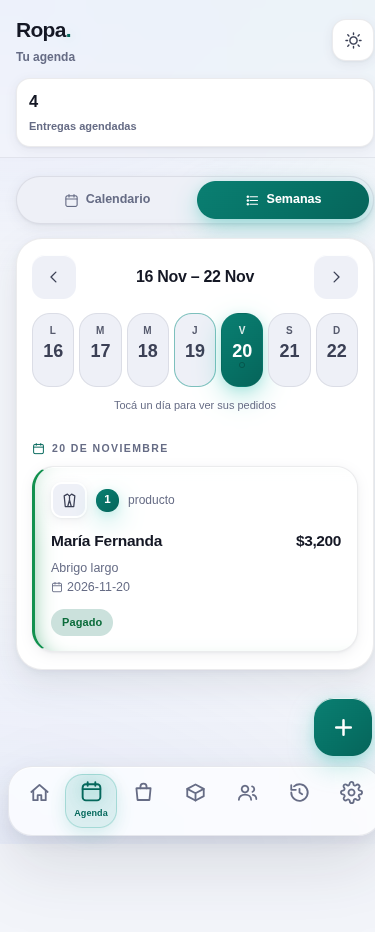 Ropa.
Tu agenda
4
Entregas agendadas
Calendario
Semanas
16 Nov – 22 Nov
L M M J V S D
16 17 18 19 20 21 22
Tocá un día para ver sus pedidos
20 DE NOVIEMBRE
1 producto
María Fernanda $3,200
Abrigo largo
2026-11-20
Pagado
Agenda